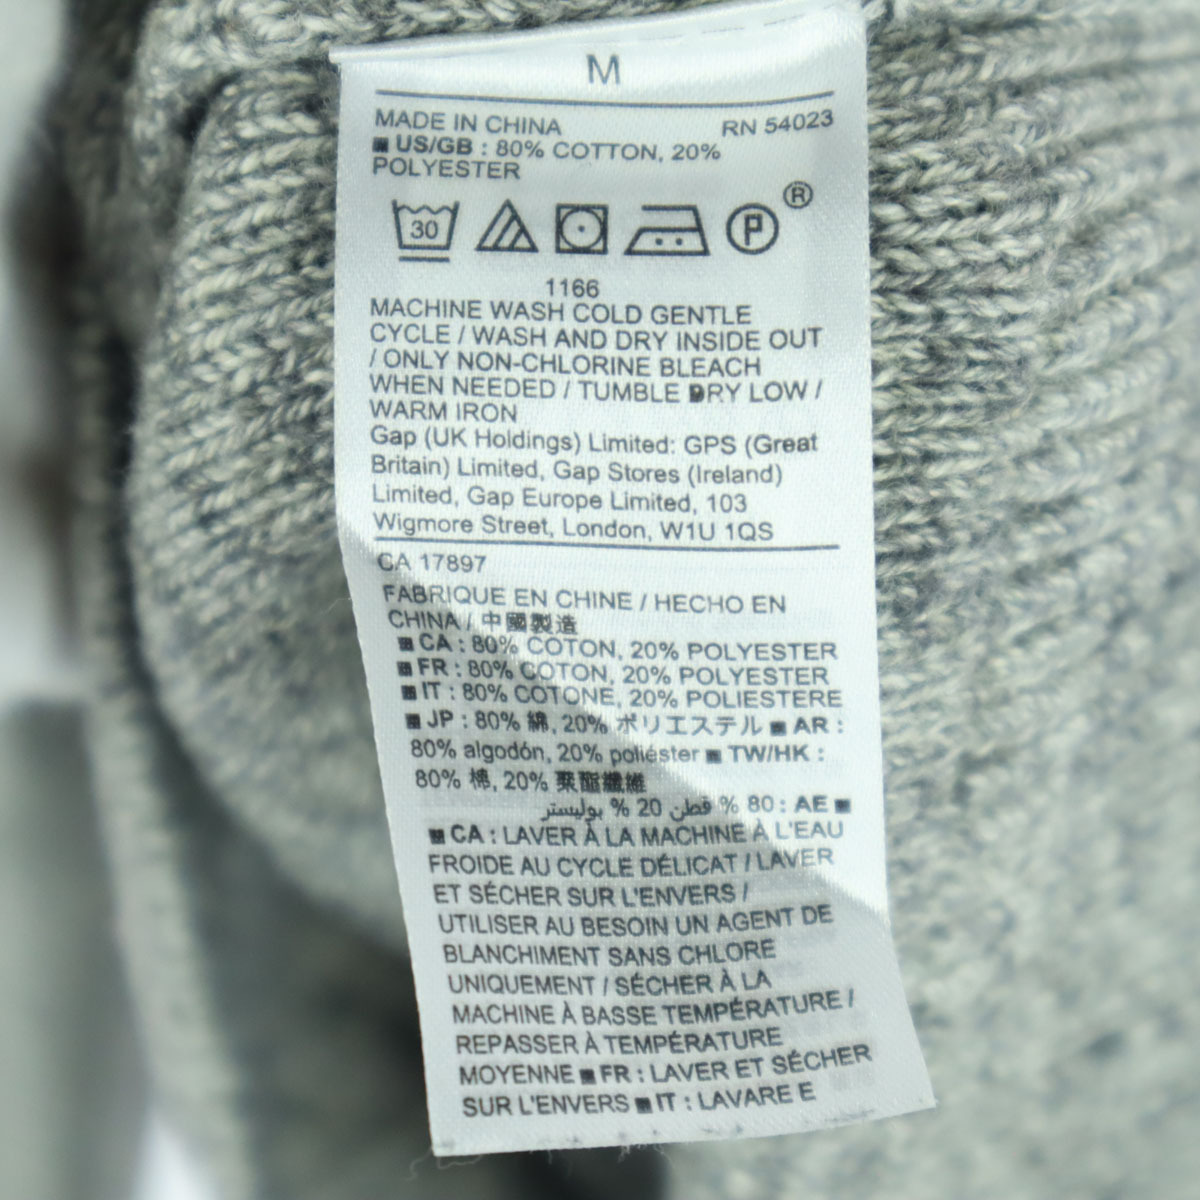 M
MADE IN CHINA RN 54023
■ US/GB : 80% COTTON, 20%
POLYESTER
30 P ®
1166
MACHINE WASH COLD GENTLE
CYCLE / WASH AND DRY INSIDE OUT
/ ONLY NON-CHLORINE BLEACH
WHEN NEEDED / TUMBLE DRY LOW /
WARM IRON
Gap (UK Holdings) Limited: GPS (Great
Britain) Limited, Gap Stores (Ireland)
Limited, Gap Europe Limited, 103
Wigmore Street, London, W1U 1QS
CA 17897
FABRIQUE EN CHINE / HECHO EN
CHINA / 中國製造
■ CA : 80% COTON, 20% POLYESTER
■ FR : 80% COTON, 20% POLYESTER
■ IT : 80% COTONE, 20% POLIESTERE
■ JP : 80% 綿, 20% ポリエステル ■ AR :
80% algodón, 20% poliéster ■ TW/HK :
80% 棉, 20% 聚酯纖維
■ AE : 80 % قطن 20 % بوليستر
■ CA : LAVER À LA MACHINE À L'EAU
FROIDE AU CYCLE DÉLICAT / LAVER
ET SÉCHER SUR L'ENVERS /
UTILISER AU BESOIN UN AGENT DE
BLANCHIMENT SANS CHLORE
UNIQUEMENT / SÉCHER À LA
MACHINE À BASSE TEMPÉRATURE /
REPASSER À TEMPÉRATURE
MOYENNE ■ FR : LAVER ET SÉCHER
SUR L'ENVERS ■ IT : LAVARE E